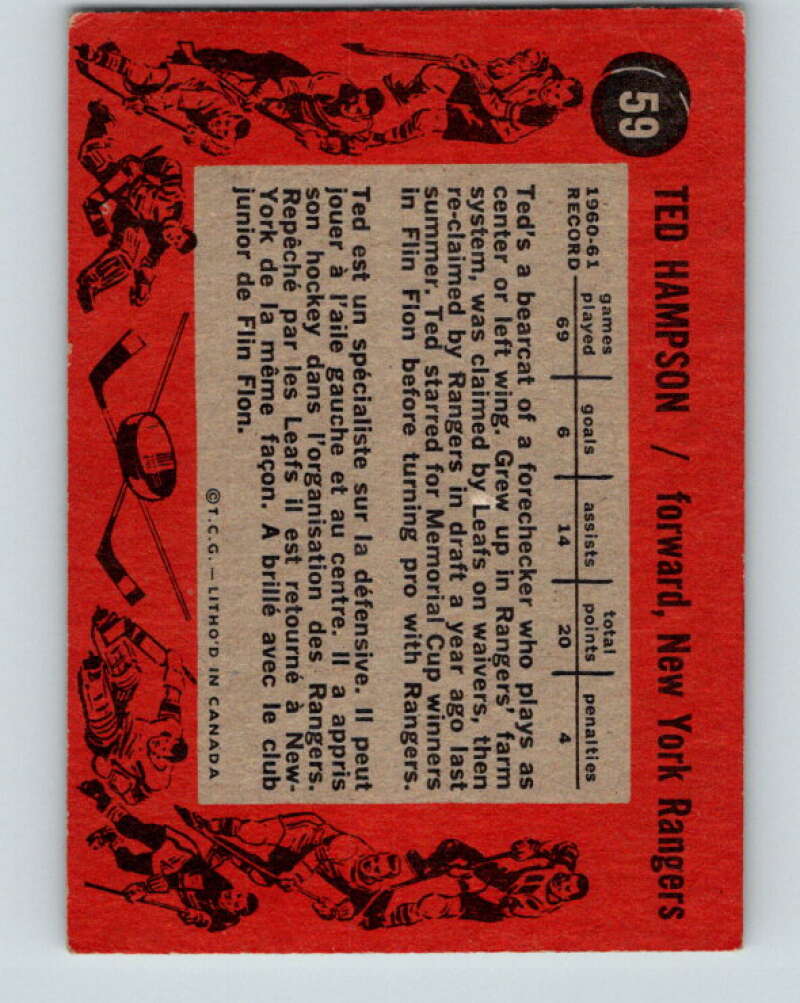 59
TED HAMPSON / forward, New York Rangers
1960-61 RECORD
games played goals assists total points penalties
69 6 14 20 4
Ted's a bearcat of a forechecker who plays as
center or left wing. Grew up in Rangers' farm
system, was claimed by Leafs on waivers, then
re-claimed by Rangers in draft a year ago last
summer. Ted starred for Memorial Cup winners
in Flin Flon before turning pro with Rangers.
Ted est un spécialiste sur la défensive. Il peut
jouer à l'aile gauche et au centre. Il a appris
son hockey dans l'organisation des Rangers.
Repêché par les Leafs il est retourné à New-
York de la même façon. A brillé avec le club
junior de Flin Flon.
©T.C.G. — LITHO'D IN CANADA